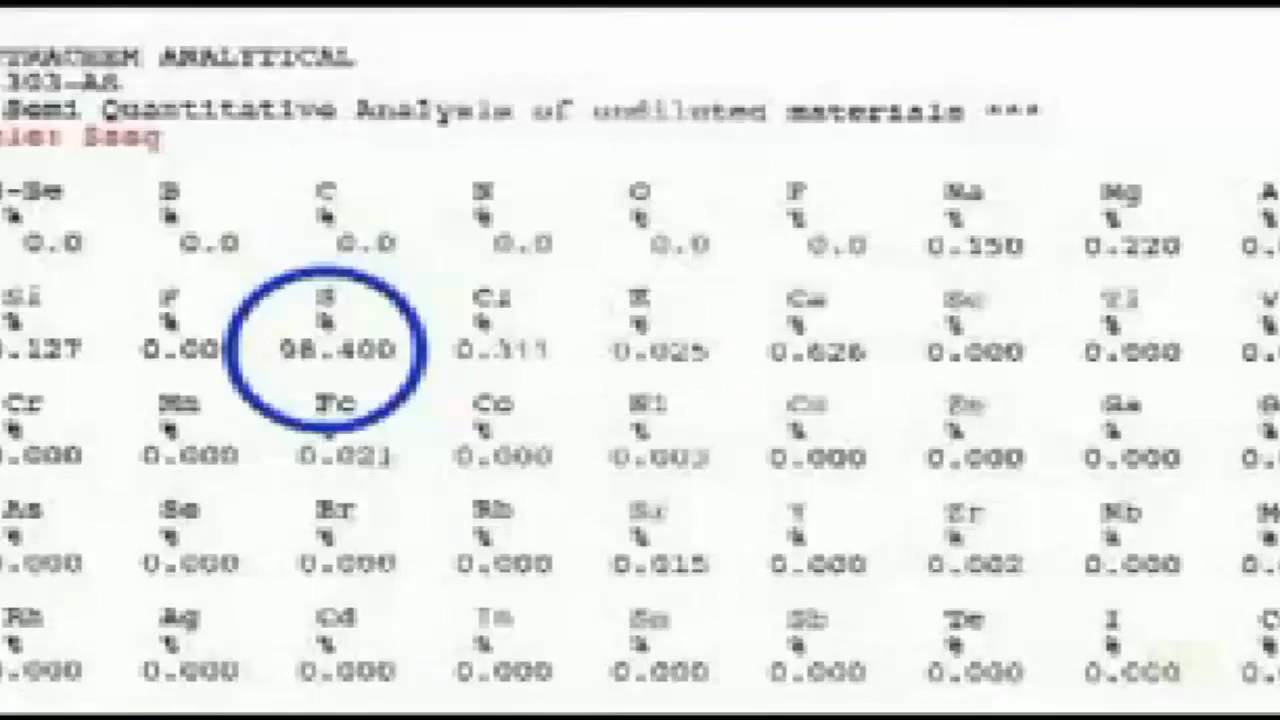 ANALYTICAL
Semi Quantitative Analysis of undiluted materials ***
B C N O F Na Mg
% % % % % % % %
0.0 0.0 0.0 0.0 0.0 0.0 0.150 0.220
Si P S Cl K Ca Sc Ti
% % % % % % % %
.127 0.00 98.400 0.025 0.626 0.000 0.000
Cr Mn Fe Co Ni Cu Zn Ga
% % % % % % %
.000 0.000 0.021 0.000 0.003 0.000 0.000 0.000
As Se Br Rb Sr Y Zr Nb
% % % % % % % %
.000 0.000 0.000 0.000 0.015 0.000 0.002 0.000
Rh Ag Cd In Sn Sb Te I
% % % % % % % %
.000 0.000 0.000 0.000 0.000 0.000 0.000 0.000